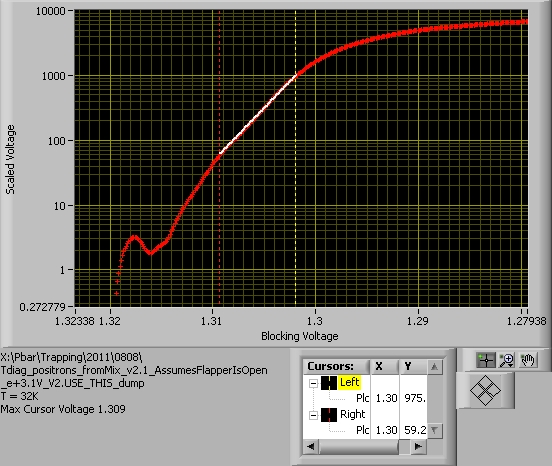 10000
1000
100
10
1
0.272779
Scaled Voltage
1.32338 1.32 1.31 1.3 1.29 1.27938
Blocking Voltage
X:\Pbar\Trapping\2011\0808\
Tdiag_positrons_fromMix_v2.1_AssumesFlapperIsOpen
_e+3.1V_V2.USE_THIS_dump
T = 32K
Max Cursor Voltage 1.309
Cursors: X Y
Left
Plc 1.30 975.
Right
Plc 1.30 59.2